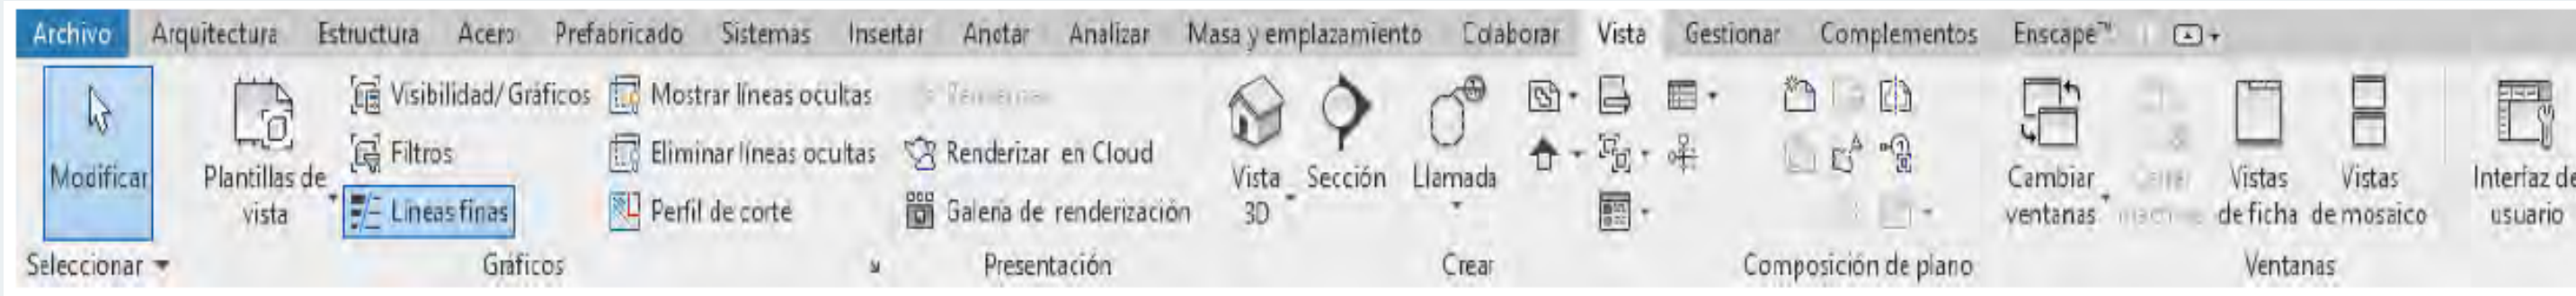 Archivo Arquitectura Estructura Acero Prefabricado Sistemas Insertar Anotar Analizar Masa y emplazamiento Colaborar Vista Gestionar Complementos Enscape™
Modificar
Plantillas de
vista
Visibilidad/Gráficos
Filtros
Líneas finas
Mostrar líneas ocultas
Eliminar líneas ocultas
Perfil de corte
Renderizar en Cloud
Galería de renderización
Vista
3D
Sección
Llamada
Cambiar
ventanas
Vistas
de ficha
Vistas
de mosaico
Interfaz de
usuario
Seleccionar Gráficos Presentación Crear Composición de plano Ventanas